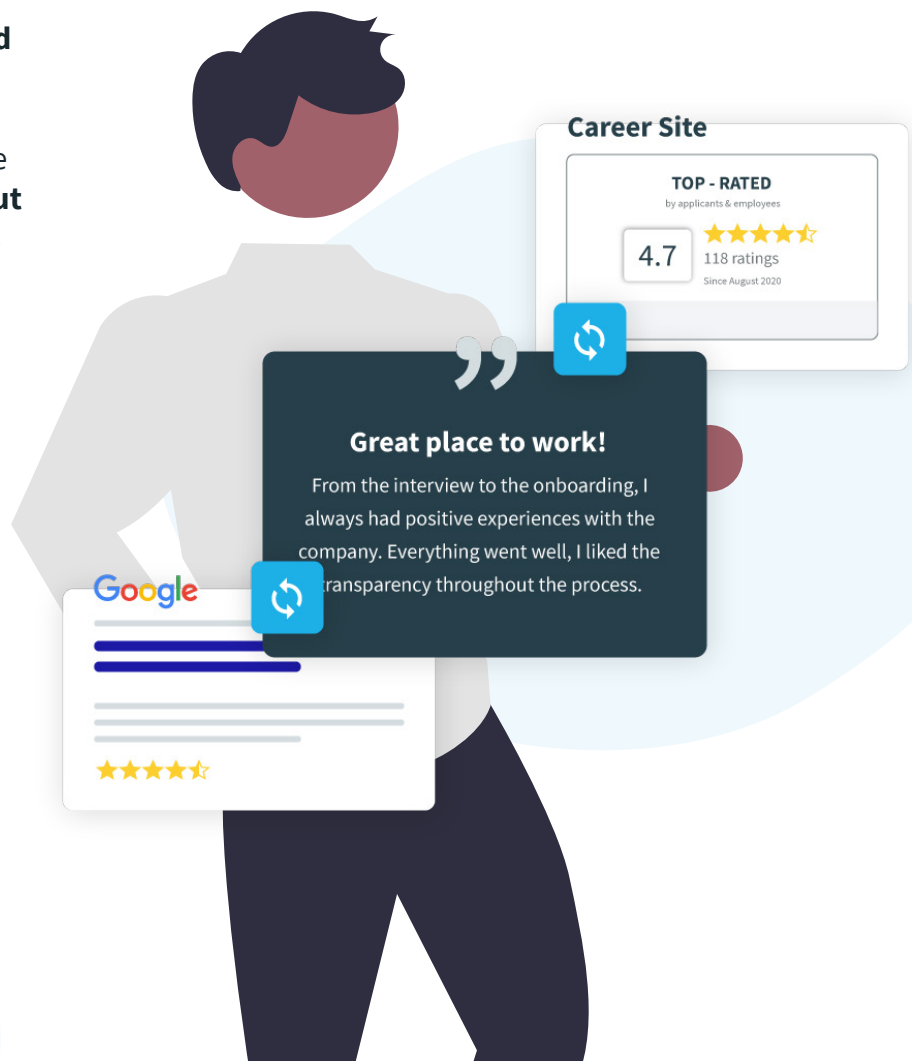 Career Site
TOP - RATED
by applicants & employees
4.7
118 ratings
Since August 2020
”
Great place to work!
From the interview to the onboarding, I
always had positive experiences with the
company. Everything went well, I liked the
transparency throughout the process.
Google